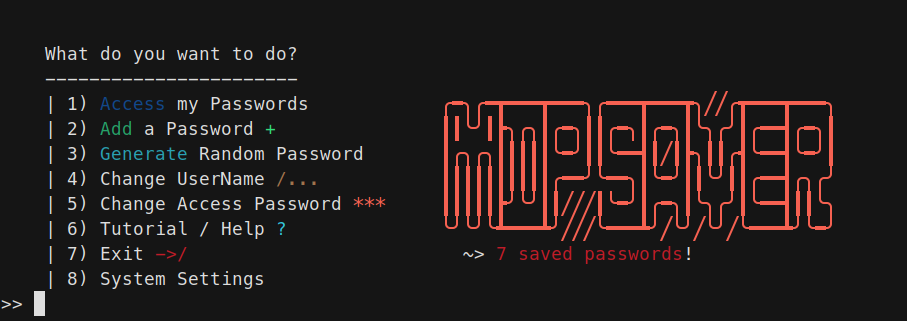 What do you want to do?
-----------------------
| 1) Access my Passwords
| 2) Add a Password +
| 3) Generate Random Password
| 4) Change UserName /...
| 5) Change Access Password ***
| 6) Tutorial / Help ?
| 7) Exit ->/
| 8) System Settings
>>
~> 7 saved passwords!